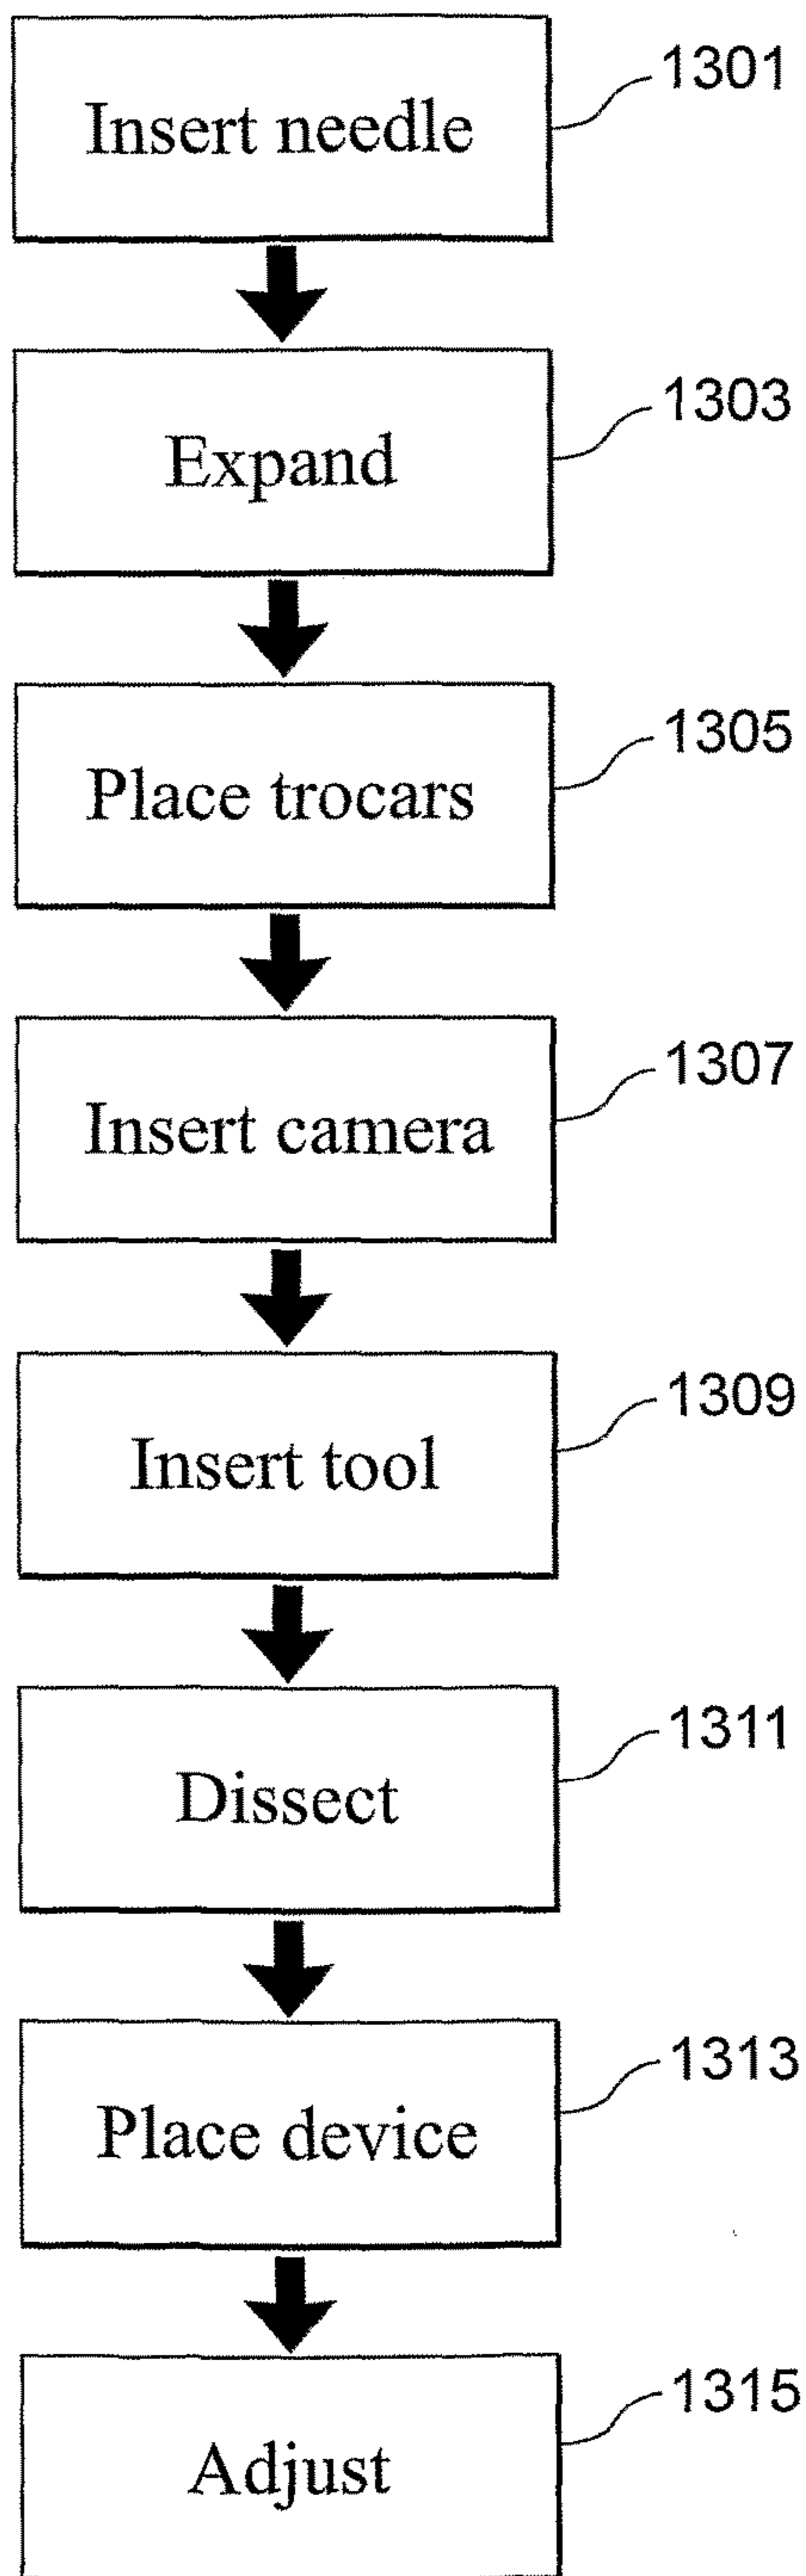 Insert needle
1301
Expand
1303
Place trocars
1305
Insert camera
1307
Insert tool
1309
Dissect
1311
Place device
1313
Adjust
1315